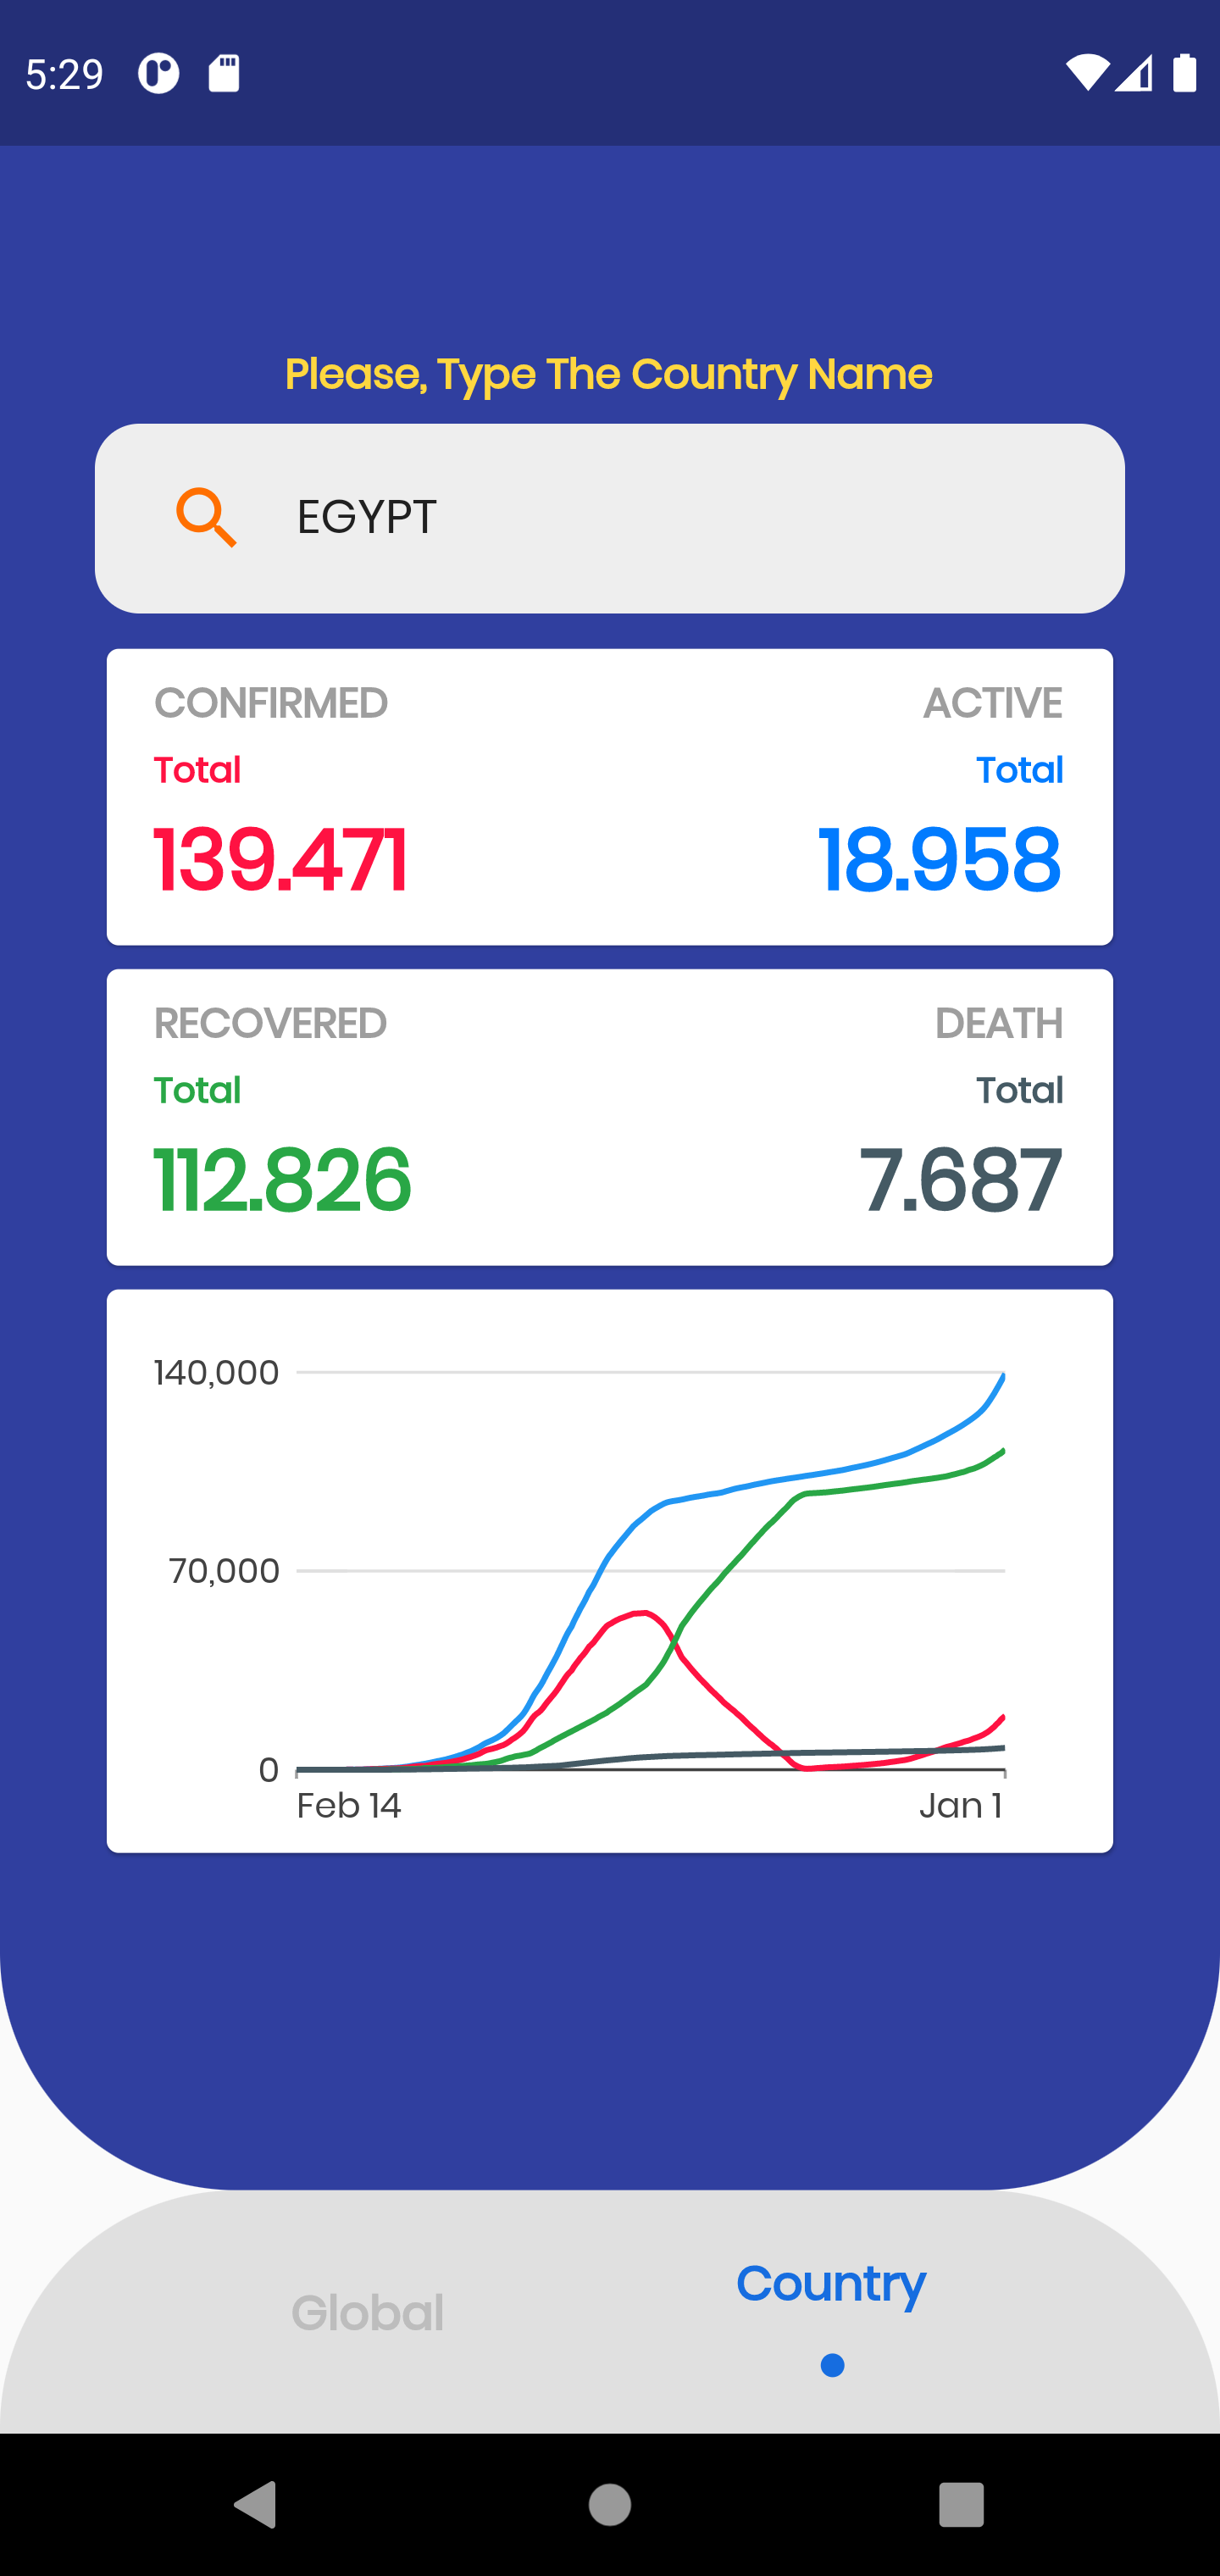 5:29
Please, Type The Country Name
EGYPT
CONFIRMED ACTIVE
Total Total
139.471 18.958
RECOVERED DEATH
Total Total
112.826 7.687
140,000
70,000
0
Feb 14 Jan 1
Global Country